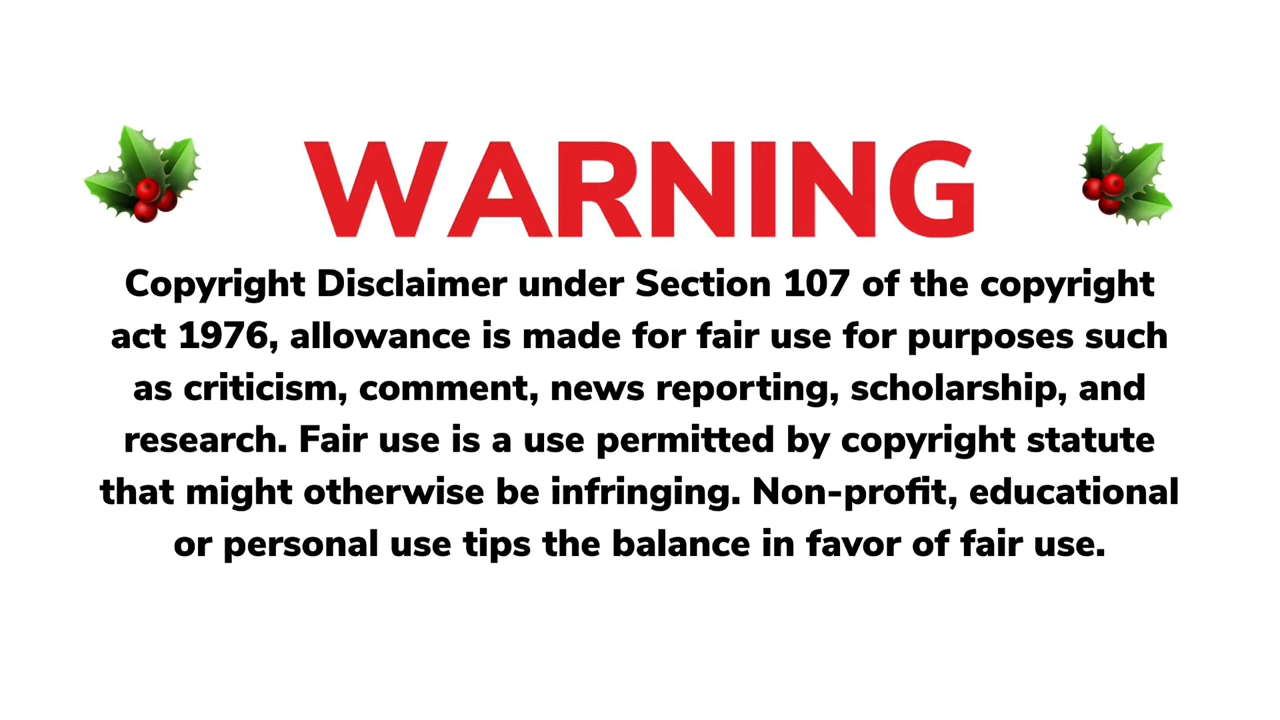 WARNING
Copyright Disclaimer under Section 107 of the copyright
act 1976, allowance is made for fair use for purposes such
as criticism, comment, news reporting, scholarship, and
research. Fair use is a use permitted by copyright statute
that might otherwise be infringing. Non-profit, educational
or personal use tips the balance in favor of fair use.